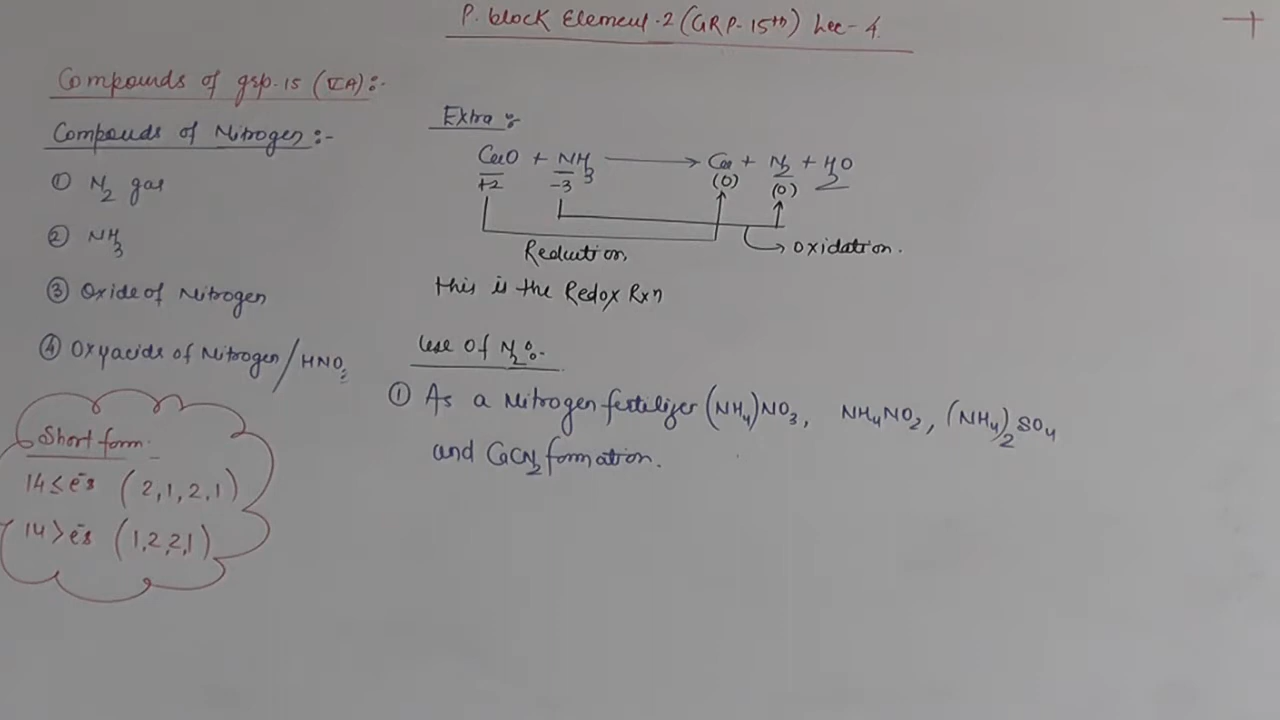 P. block Element-2 (GRP-15th) Lec-4.
Compounds of grp.15 (VA):-
Compouds of Nitrogen:-
① N2 gas
② NH3
③ Oxide of Nitrogen
④ Oxyacids of Nitrogen/HNO3
Short form.
14≤ēs (2,1,2,1)
14>ēs (1,2,2,1)
Extra:-
CuO + NH3 → Cu + N2 + H2O
+2 -3 (0) (0)
Reduction, oxidation.
this is the Redox Rxn
Use of N2:-
① As a Nitrogen fertilizer (NH4)NO3, NH4NO2, (NH4)2SO4
and CaCN2 formation.